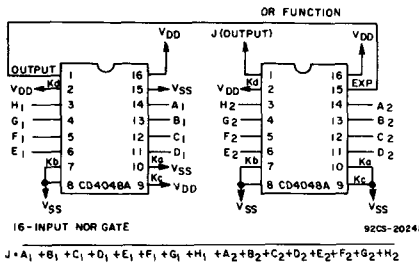 OR FUNCTION
VDD J(OUTPUT) VDD
OUTPUT 1 16 1 16
Kd 2 15 VSS Kd 2 15 EXP
VDD VDD
H1 3 14 A1 H2 3 14 A2
G1 4 13 B1 G2 4 13 B2
F1 5 12 C1 F2 5 12 C2
E1 6 11 D1 E2 6 11 D2
Kb 7 10 Ka VSS Kb 7 10 Ka
8 CD4048A 9 Kc VDD 8 CD4048A 9 Kc
VSS VSS VSS
16-INPUT NOR GATE 92CS-2024
J=A1+B1+C1+D1+E1+F1+G1+H1+A2+B2+C2+D2+E2+F2+G2+H2